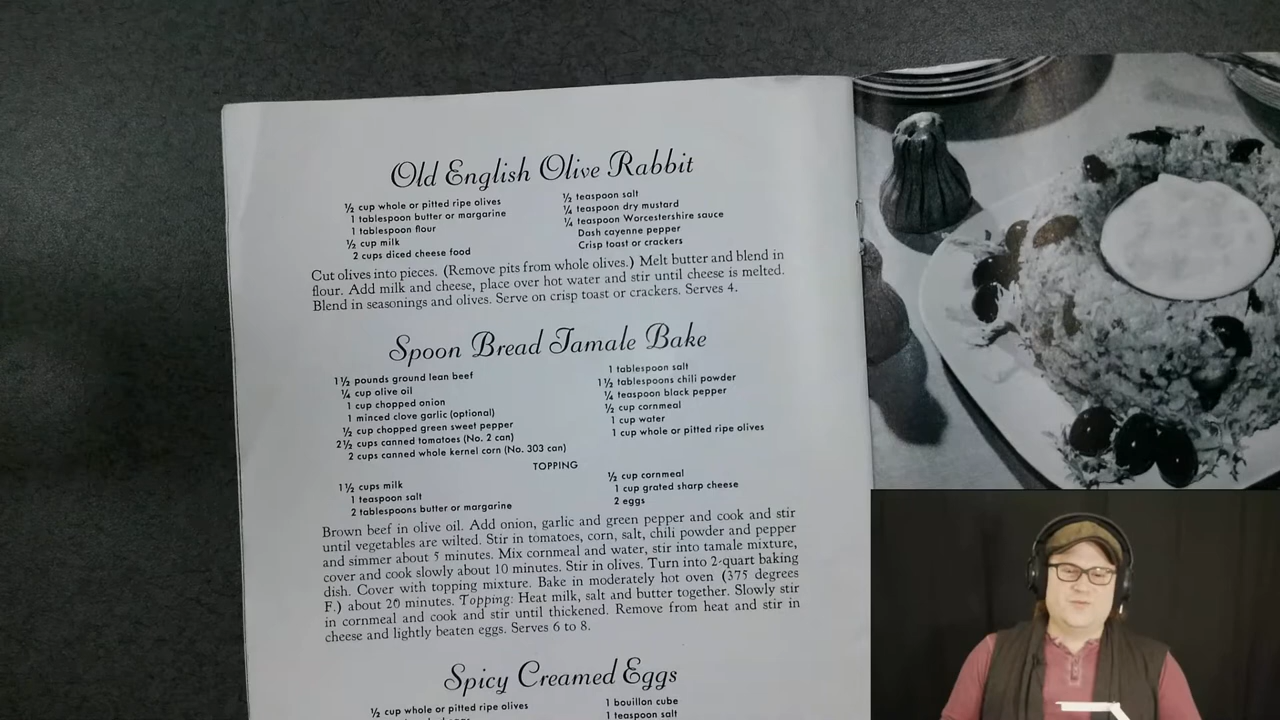 Old English Olive Rabbit
½ cup whole or pitted ripe olives
1 tablespoon butter or margarine
1 tablespoon flour
½ cup milk
2 cups diced cheese food
½ teaspoon salt
¼ teaspoon dry mustard
¼ teaspoon Worcestershire sauce
Dash cayenne pepper
Crisp toast or crackers
Cut olives into pieces. (Remove pits from whole olives.) Melt butter and blend in
flour. Add milk and cheese, place over hot water and stir until cheese is melted.
Blend in seasonings and olives. Serve on crisp toast or crackers. Serves 4.
Spoon Bread Tamale Bake
1½ pounds ground lean beef
¼ cup olive oil
1 cup chopped onion
1 minced clove garlic (optional)
½ cup chopped green sweet pepper
2½ cups canned tomatoes (No. 2 can)
2 cups canned whole kernel corn (No. 303 can)
1 tablespoon salt
1½ tablespoons chili powder
¼ teaspoon black pepper
½ cup cornmeal
1 cup water
1 cup whole or pitted ripe olives
TOPPING
1½ cups milk
1 teaspoon salt
2 tablespoons butter or margarine
½ cup cornmeal
1 cup grated sharp cheese
2 eggs
Brown beef in olive oil. Add onion, garlic and green pepper and cook and stir
until vegetables are wilted. Stir in tomatoes, corn, salt, chili powder and pepper
and simmer about 5 minutes. Mix cornmeal and water, stir into tamale mixture,
cover and cook slowly about 10 minutes. Stir in olives. Turn into 2-quart baking
dish. Cover with topping mixture. Bake in moderately hot oven (375 degrees
F.) about 20 minutes. Topping: Heat milk, salt and butter together. Slowly stir
in cornmeal and cook and stir until thickened. Remove from heat and stir in
cheese and lightly beaten eggs. Serves 6 to 8.
Spicy Creamed Eggs
½ cup whole or pitted ripe olives
1 bouillon cube
1 teaspoon salt